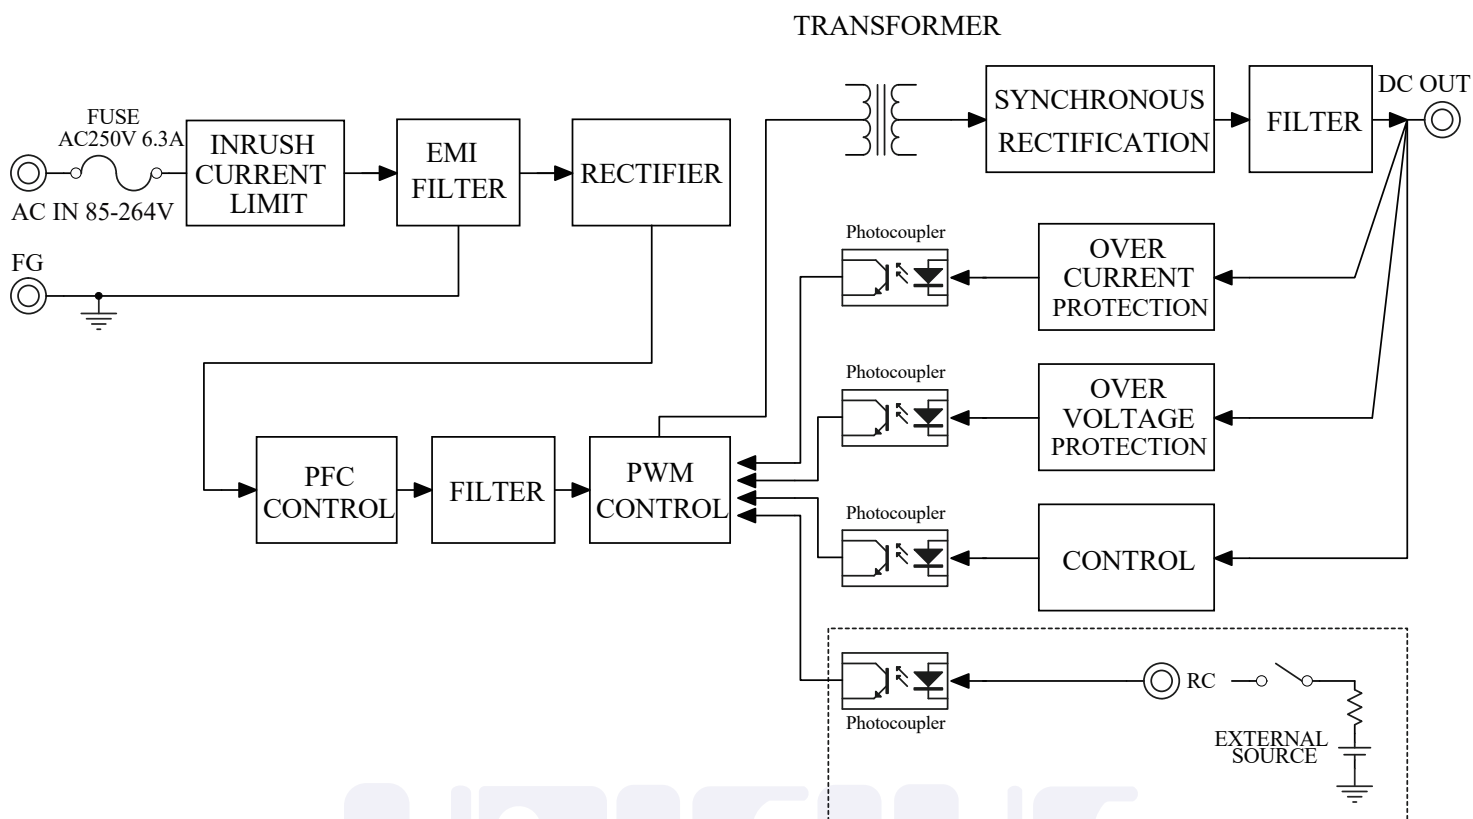 TRANSFORMER
FUSE
AC250V 6.3A
AC IN 85-264V
INRUSH
CURRENT
LIMIT
EMI
FILTER
RECTIFIER
SYNCHRONOUS
RECTIFICATION
FILTER
DC OUT
FG
Photocoupler
OVER
CURRENT
PROTECTION
Photocoupler
OVER
VOLTAGE
PROTECTION
PFC
CONTROL
FILTER
PWM
CONTROL
Photocoupler
CONTROL
RC
Photocoupler
EXTERNAL
SOURCE